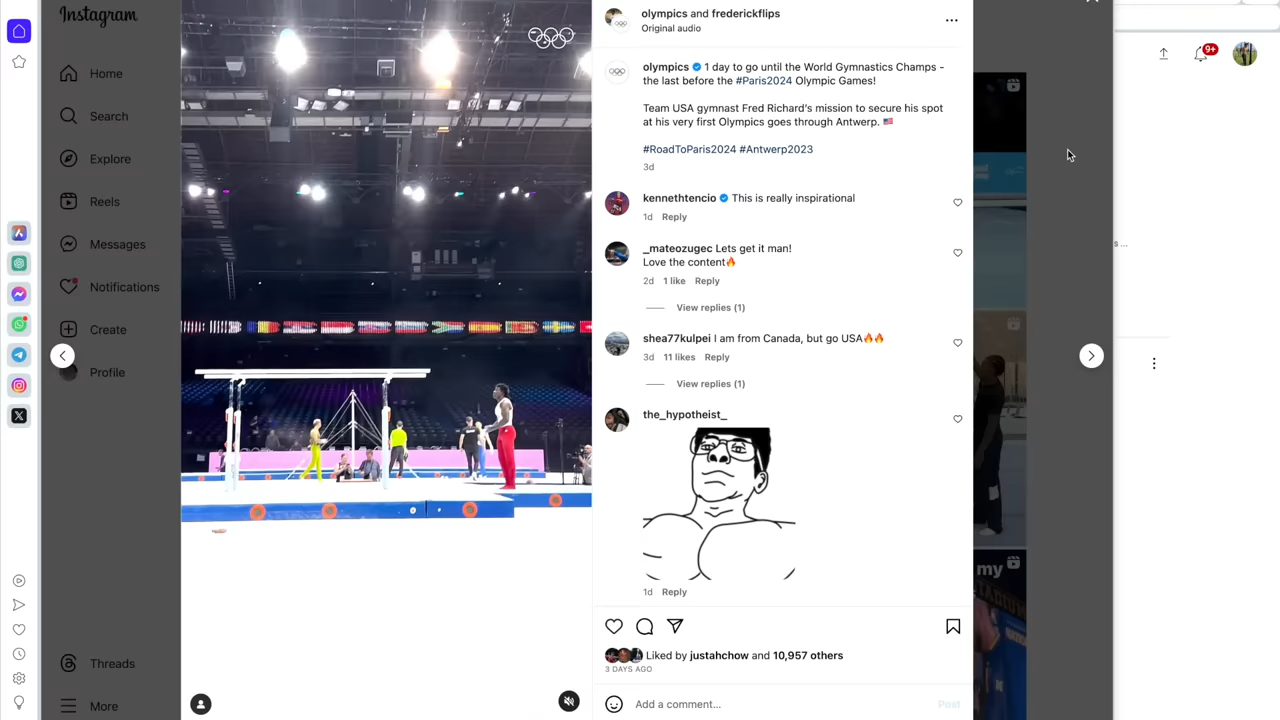 Instagram
Home
Search
Explore
Reels
Messages
Notifications
Create
Profile
Threads
More
olympics and frederickflips
Original audio
olympics 1 day to go until the World Gymnastics Champs -
the last before the #Paris2024 Olympic Games!
Team USA gymnast Fred Richard's mission to secure his spot
at his very first Olympics goes through Antwerp. 🇺🇸
#RoadToParis2024 #Antwerp2023
3d
kennethtencio This is really inspirational
1d Reply
_mateozugec Lets get it man!
Love the content🔥
2d 1 like Reply
View replies (1)
shea77kulpei I am from Canada, but go USA🔥🔥
3d 11 likes Reply
View replies (1)
the_hypotheist_
1d Reply
Liked by justahchow and 10,957 others
3 DAYS AGO
Add a comment...
Post
9+
s ...
my